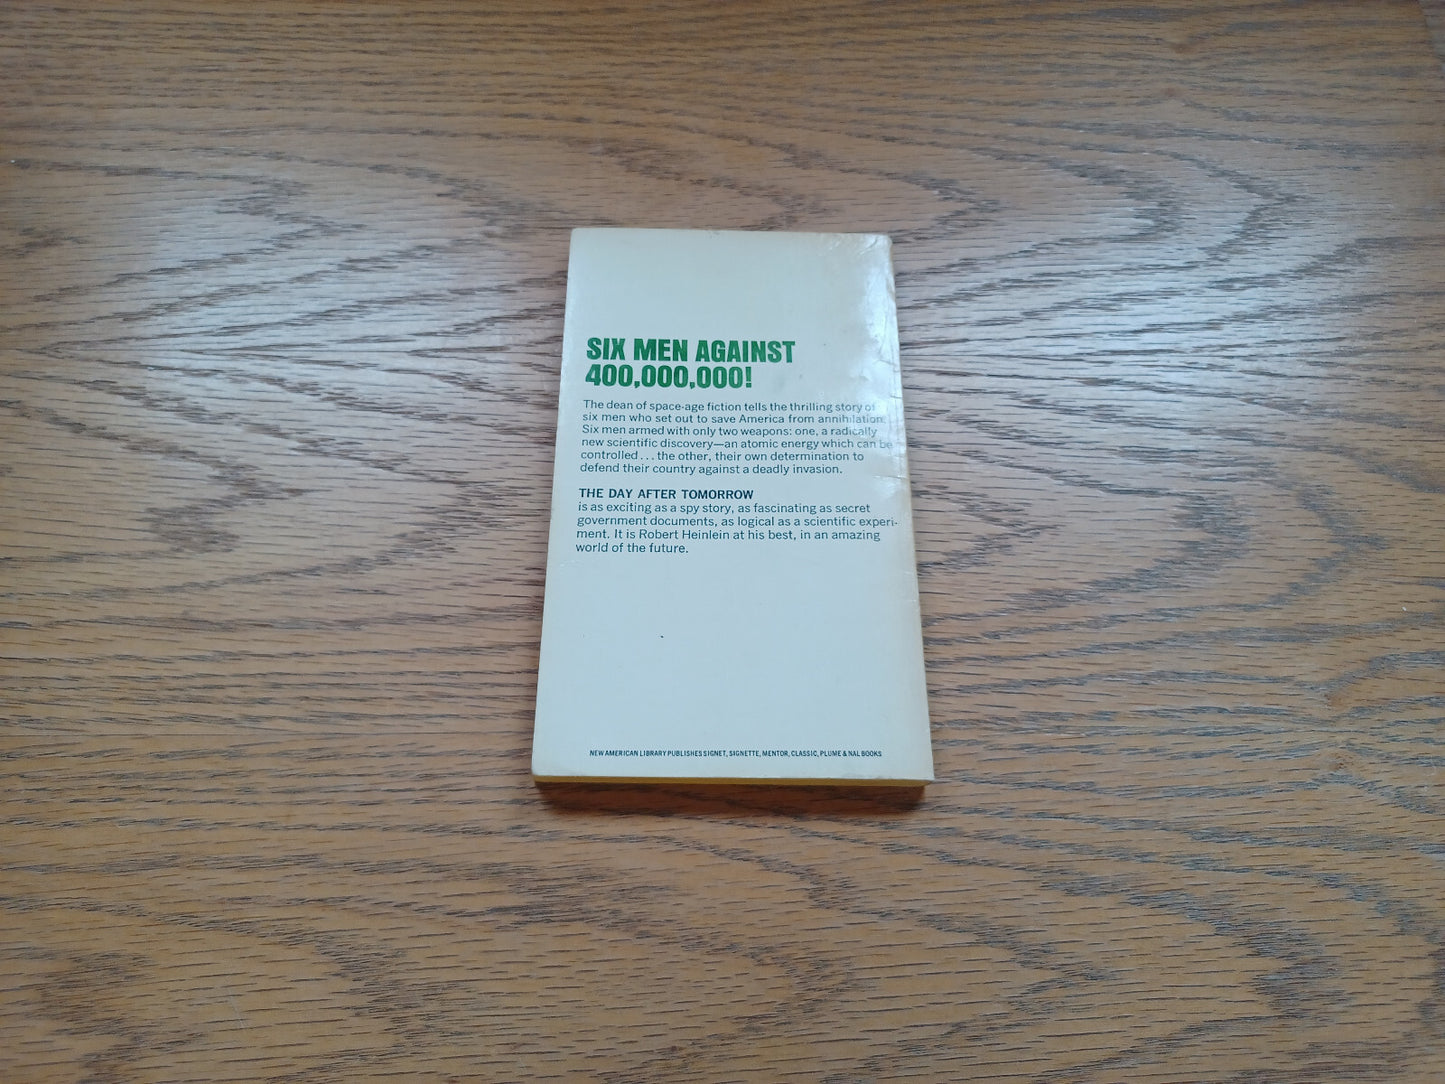 SIX MEN AGAINST
400,000,000!
The dean of space-age fiction tells the thrilling story of
six men who set out to save America from annihilation.
Six men armed with only two weapons: one, a radically
new scientific discovery—an atomic energy which can be
controlled...the other, their own determination to
defend their country against a deadly invasion.
THE DAY AFTER TOMORROW
is as exciting as a spy story, as fascinating as secret
government documents, as logical as a scientific experi-
ment. It is Robert Heinlein at his best, in an amazing
world of the future.
NEW AMERICAN LIBRARY PUBLISHES SIGNET, SIGNETTE, MENTOR, CLASSIC, PLUME & NAL BOOKS